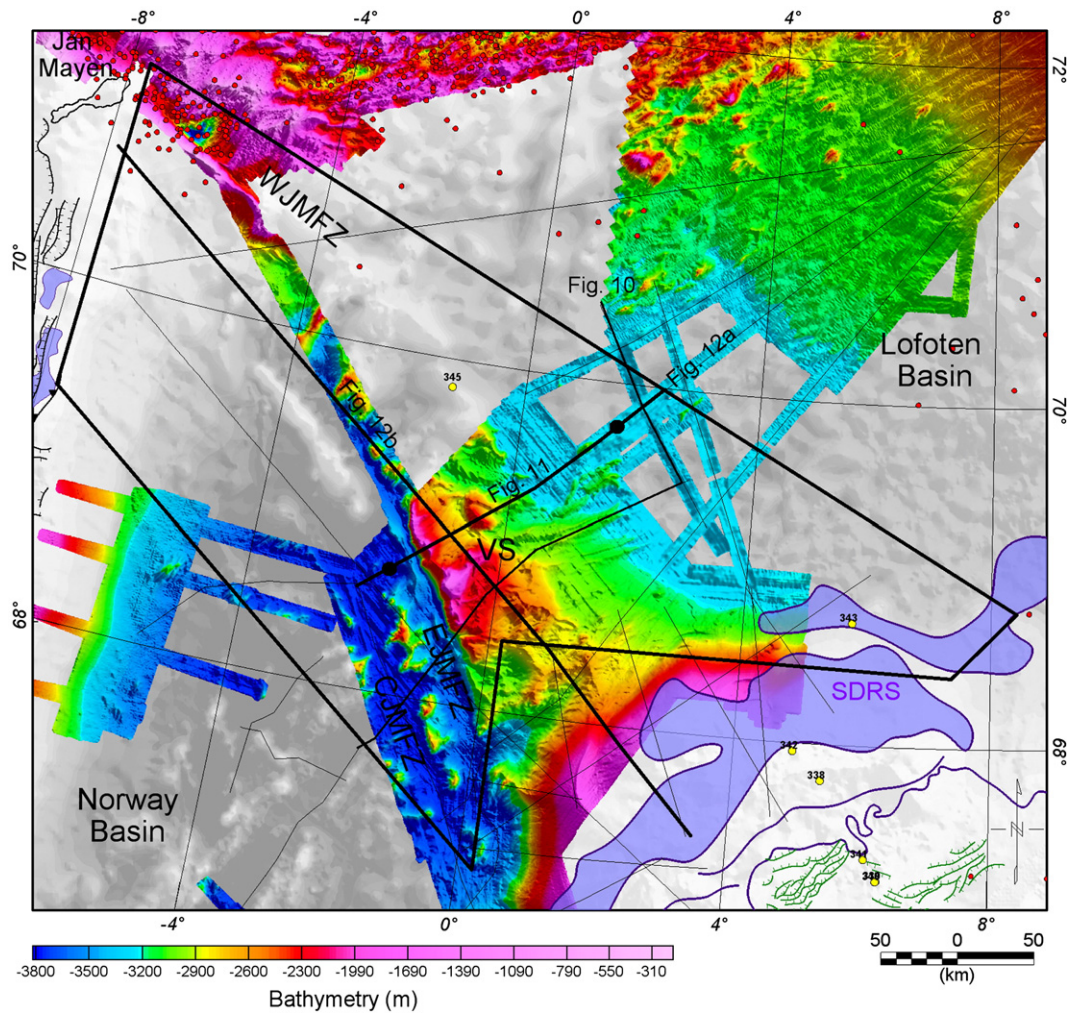 -8° -4° 0° 4° 8°
Jan
Mayen
72°
WJMFZ
70°
Fig. 10
Fig. 12a
Lofoten
Basin
345
Fig. 12b
70°
Fig. 11
VS
68°
343
EJMFZ
CJMFZ
SDRS
342
68°
338
Norway
Basin
N
340
-4° 0° 4° 8°
50 0 50
(km)
-3800 -3500 -3200 -2900 -2600 -2300 -1990 -1690 -1390 -1090 -790 -550 -310
Bathymetry (m)